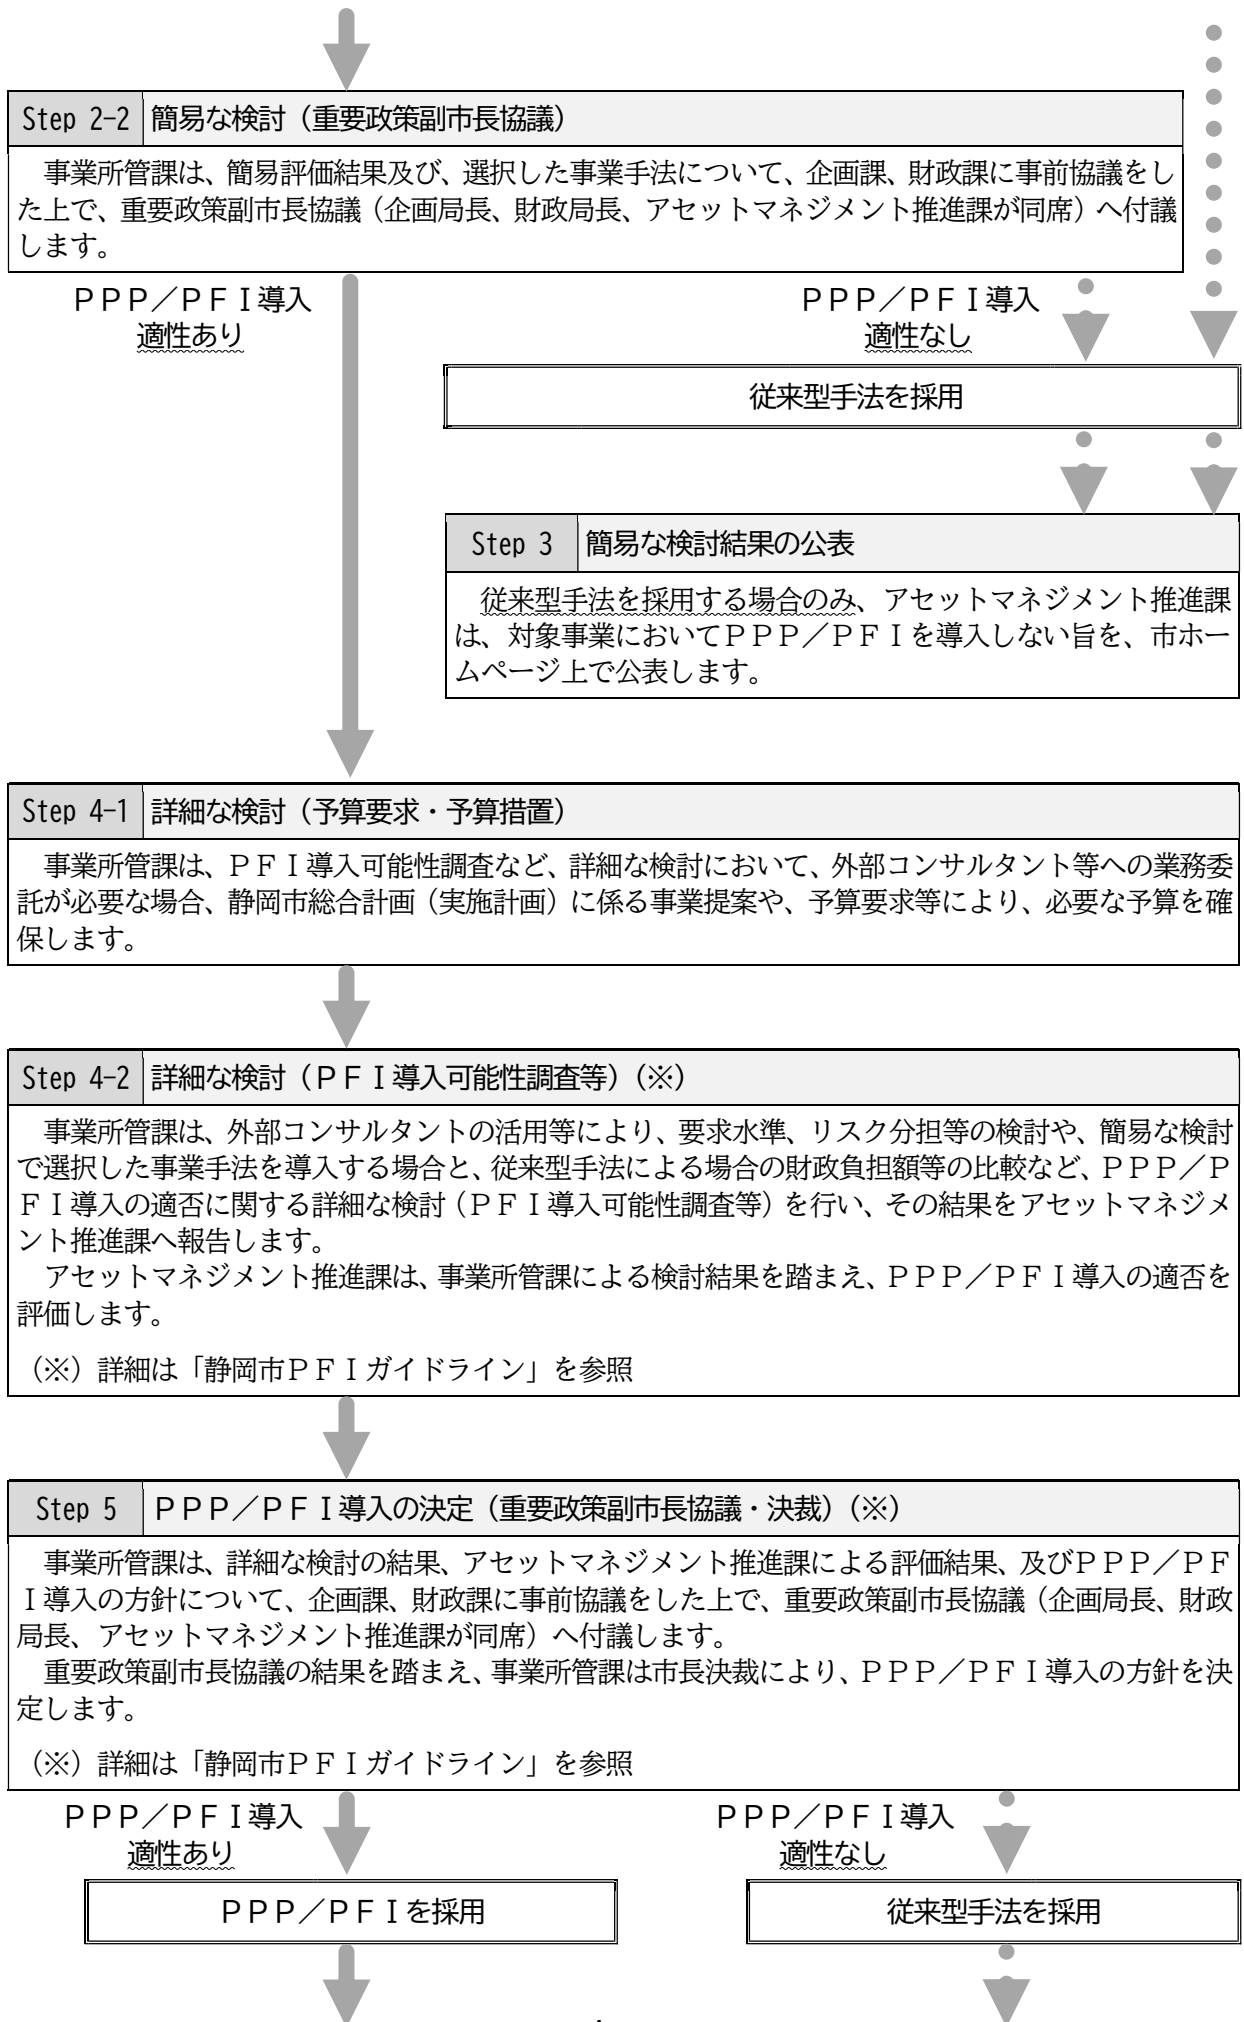 Step 2-2 簡易な検討（重要政策副市長協議）
事業所管課は、簡易評価結果及び、選択した事業手法について、企画課、財政課に事前協議をし
た上で、重要政策副市長協議（企画局長、財政局長、アセットマネジメント推進課が同席）へ付議
します。
ＰＰＰ／ＰＦＩ導入
適性あり
ＰＰＰ／ＰＦＩ導入
適性なし
従来型手法を採用
Step 3 簡易な検討結果の公表
従来型手法を採用する場合のみ、アセットマネジメント推進課
は、対象事業においてＰＰＰ／ＰＦＩを導入しない旨を、市ホー
ムページ上で公表します。
Step 4-1 詳細な検討（予算要求・予算措置）
事業所管課は、ＰＦＩ導入可能性調査など、詳細な検討において、外部コンサルタント等への業務委
託が必要な場合、静岡市総合計画（実施計画）に係る事業提案や、予算要求等により、必要な予算を確
保します。
Step 4-2 詳細な検討（ＰＦＩ導入可能性調査等）（※）
事業所管課は、外部コンサルタントの活用等により、要求水準、リスク分担等の検討や、簡易な検討
で選択した事業手法を導入する場合と、従来型手法による場合の財政負担額等の比較など、ＰＰＰ／Ｐ
ＦＩ導入の適否に関する詳細な検討（ＰＦＩ導入可能性調査等）を行い、その結果をアセットマネジメ
ント推進課へ報告します。
アセットマネジメント推進課は、事業所管課による検討結果を踏まえ、ＰＰＰ／ＰＦＩ導入の適否を
評価します。
（※）詳細は「静岡市ＰＦＩガイドライン」を参照
Step 5 ＰＰＰ／ＰＦＩ導入の決定（重要政策副市長協議・決裁）（※）
事業所管課は、詳細な検討の結果、アセットマネジメント推進課による評価結果、及びＰＰＰ／ＰＦ
Ｉ導入の方針について、企画課、財政課に事前協議をした上で、重要政策副市長協議（企画局長、財政
局長、アセットマネジメント推進課が同席）へ付議します。
重要政策副市長協議の結果を踏まえ、事業所管課は市長決裁により、ＰＰＰ／ＰＦＩ導入の方針を決
定します。
（※）詳細は「静岡市ＰＦＩガイドライン」を参照
ＰＰＰ／ＰＦＩ導入
適性あり
ＰＰＰ／ＰＦＩ導入
適性なし
ＰＰＰ／ＰＦＩを採用
従来型手法を採用